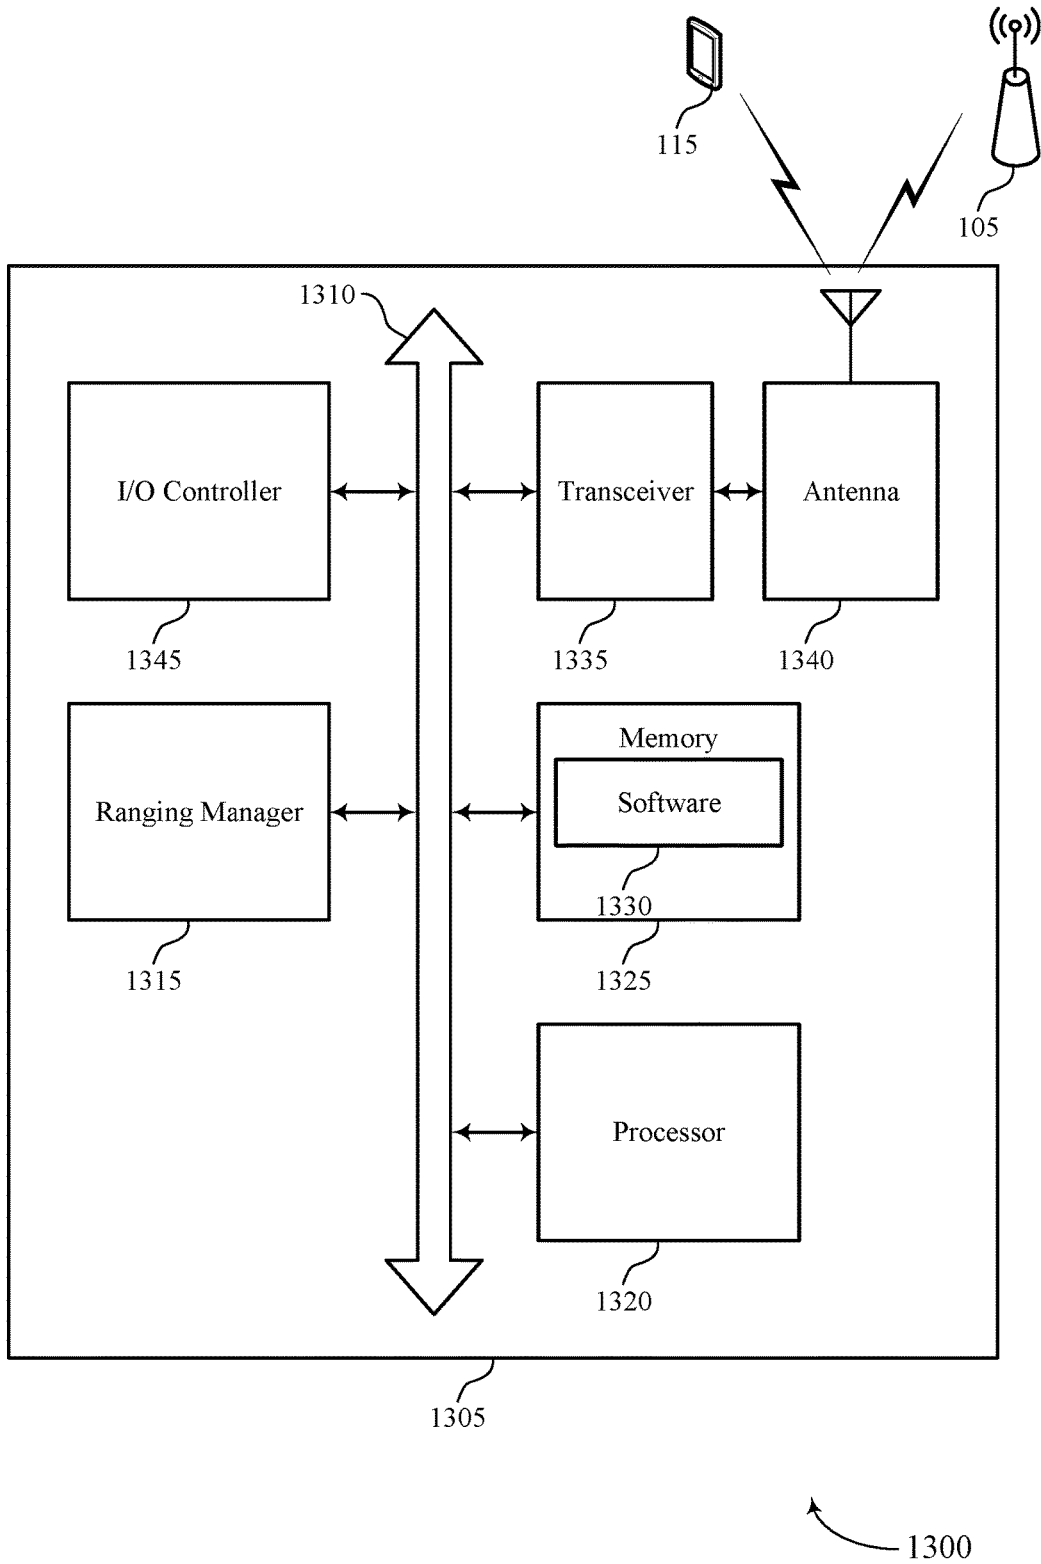 115
105
1310
I/O Controller
Transceiver
Antenna
1345
1335
1340
Ranging Manager
Memory
Software
1330
1315
1325
Processor
1320
1305
1300